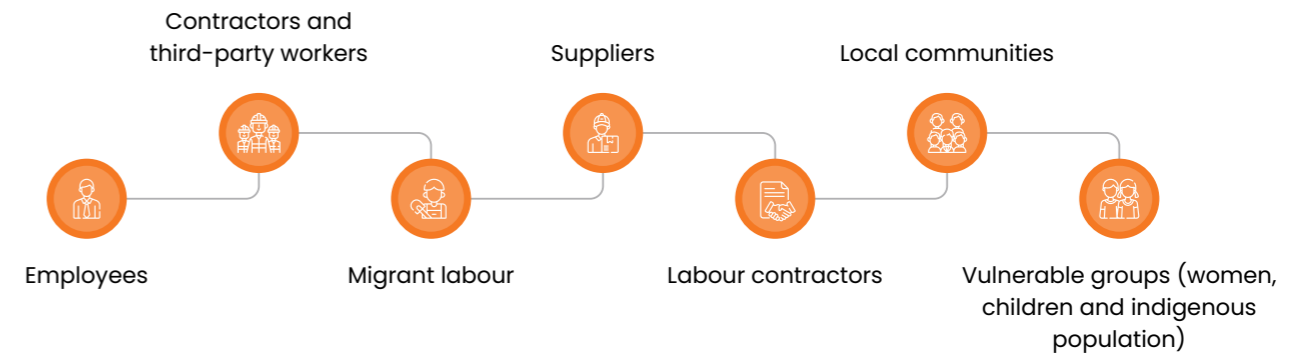 Contractors and
third-party workers
Suppliers
Local communities
Employees
Migrant labour
Labour contractors
Vulnerable groups (women,
children and indigenous
population)